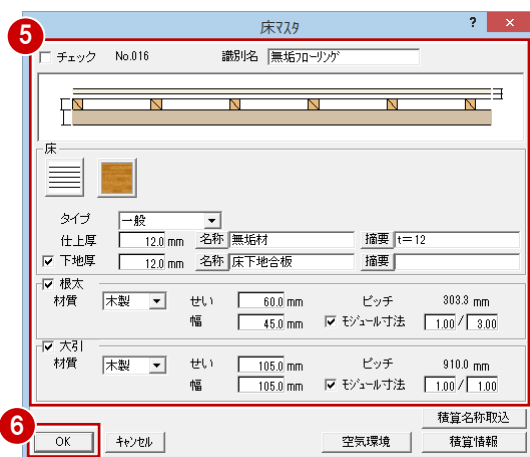 床ﾏｽﾀ ? ×
5
チェック No.016 識別名 無垢ﾌﾛｰﾘﾝｸﾞ
床
タイプ 一般
仕上厚 12.0 mm 名称 無垢材 摘要 t=12
下地厚 12.0 mm 名称 床下地合板 摘要
根太
材質 木製 せい 60.0 mm ピッチ 303.3 mm
幅 45.0 mm ﾓｼﾞｭｰﾙ寸法 1.00 / 3.00
大引
材質 木製 せい 105.0 mm ピッチ 910.0 mm
幅 105.0 mm ﾓｼﾞｭｰﾙ寸法 1.00 / 1.00
積算名称取込
6
OK ｷｬﾝｾﾙ 空気環境 積算情報